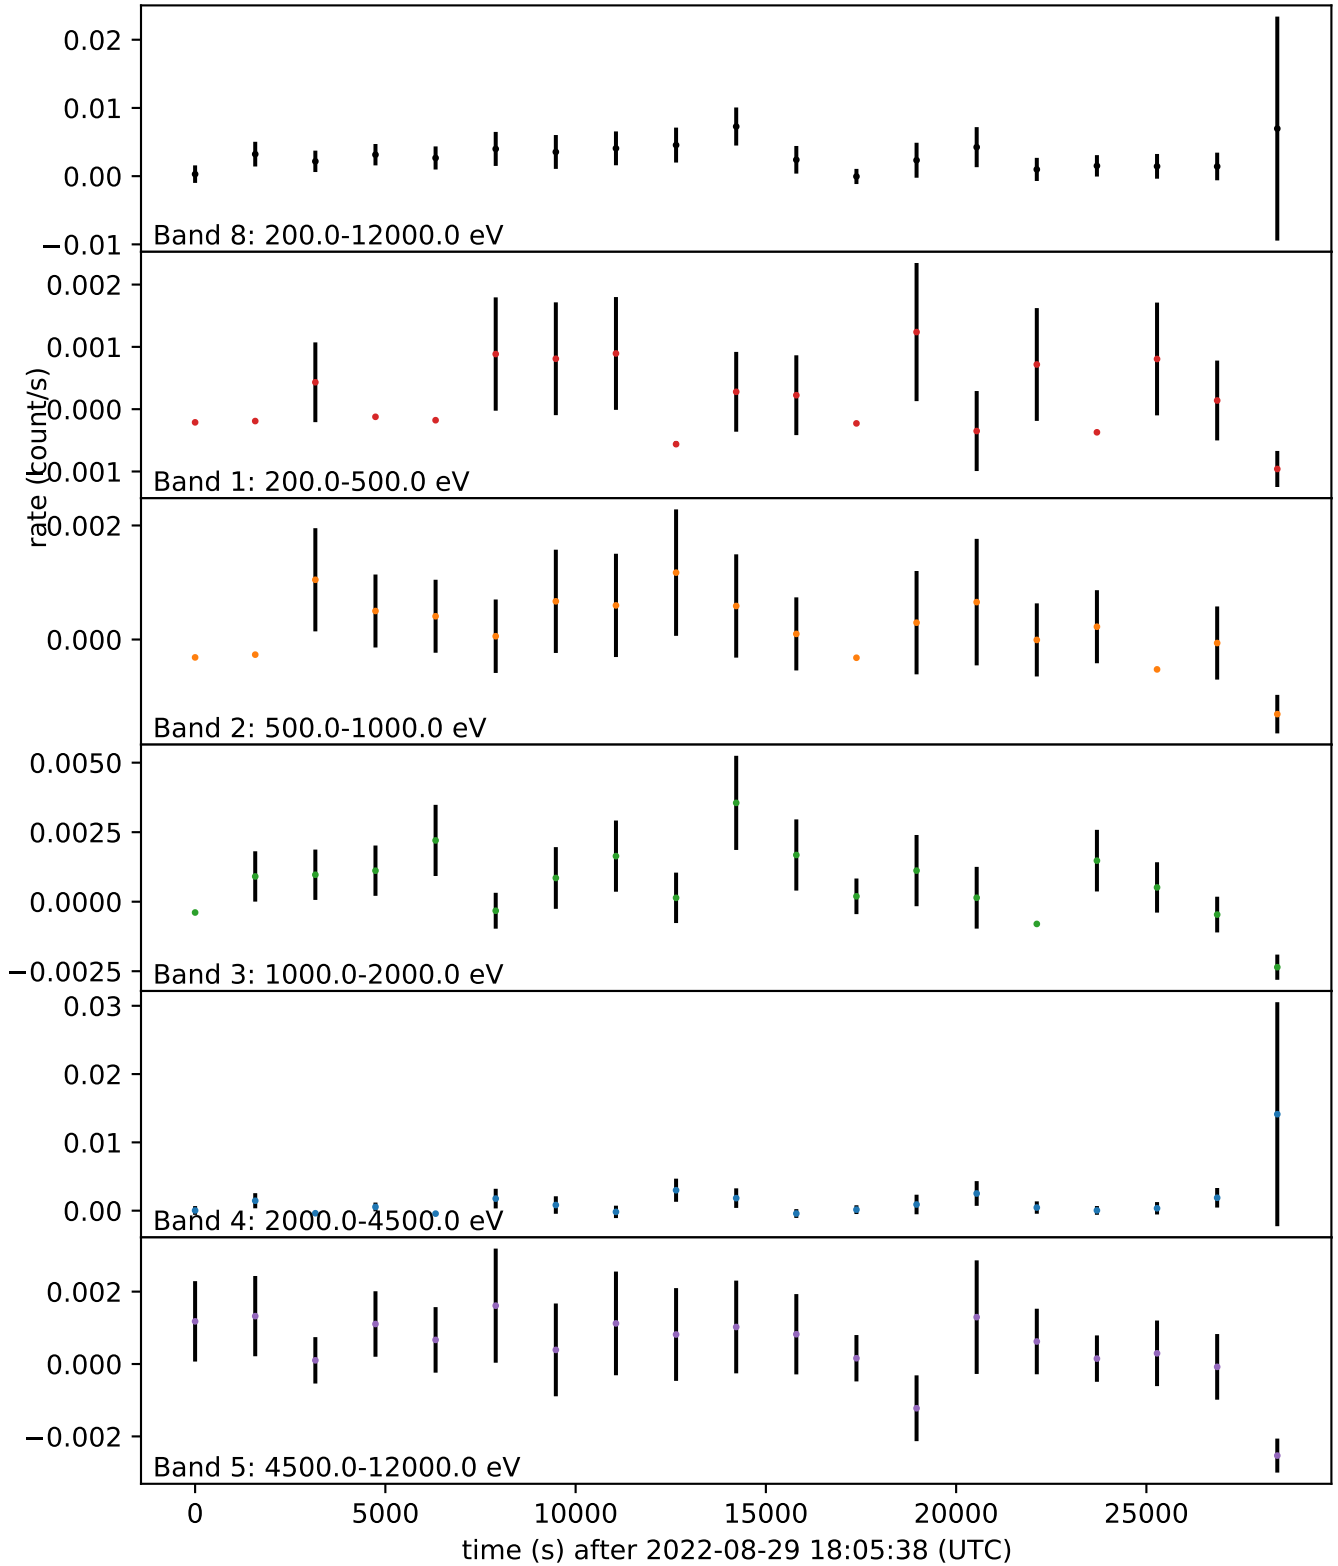 0.02
0.01
0.00
−0.01
Band 8: 200.0-12000.0 eV
0.002
0.001
0.000
−0.001
Band 1: 200.0-500.0 eV
rate (count/s)
0.002
0.000
Band 2: 500.0-1000.0 eV
0.0050
0.0025
0.0000
−0.0025
Band 3: 1000.0-2000.0 eV
0.03
0.02
0.01
0.00
Band 4: 2000.0-4500.0 eV
0.002
0.000
−0.002
Band 5: 4500.0-12000.0 eV
0 5000 10000 15000 20000 25000
time (s) after 2022-08-29 18:05:38 (UTC)